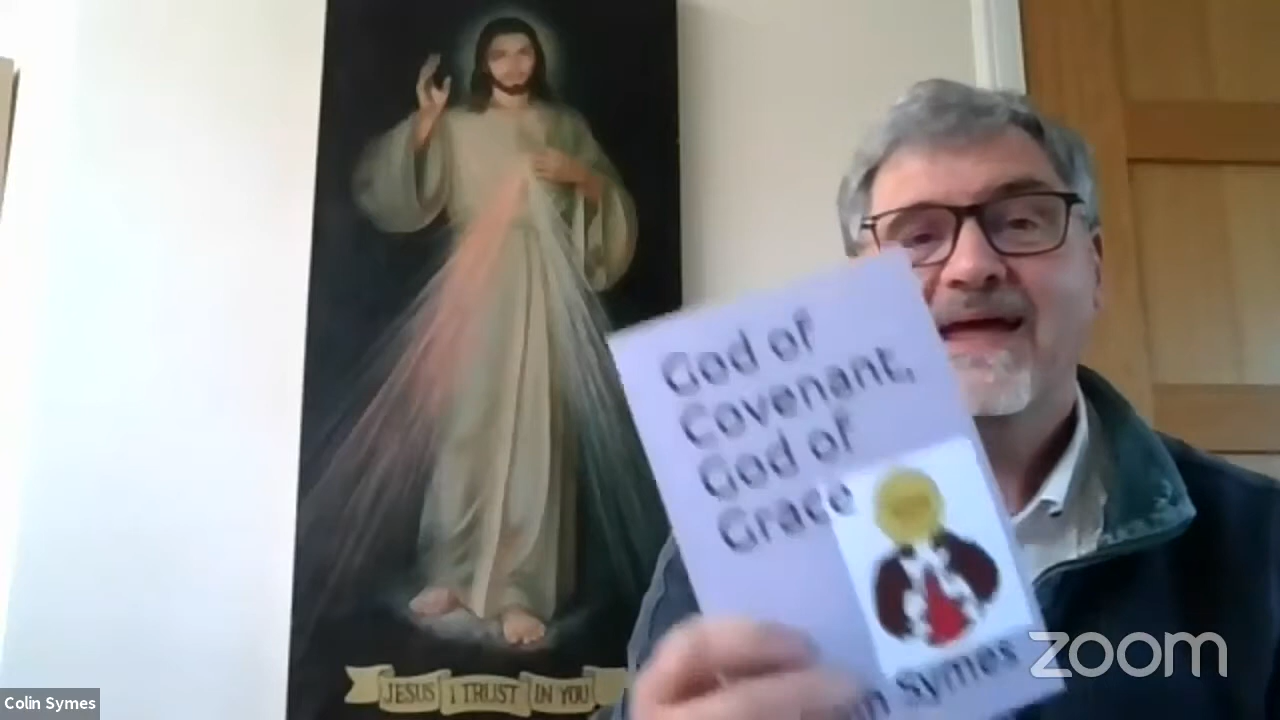 God of
Covenant,
God of
Grace
Symes
JESUS I TRUST IN YOU
zoom
Colin Symes